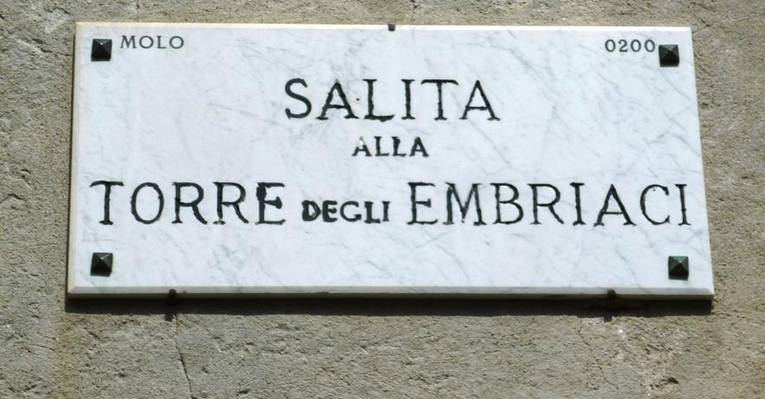 MOLO 0200
SALITA
ALLA
TORRE DEGLI EMBRIACI